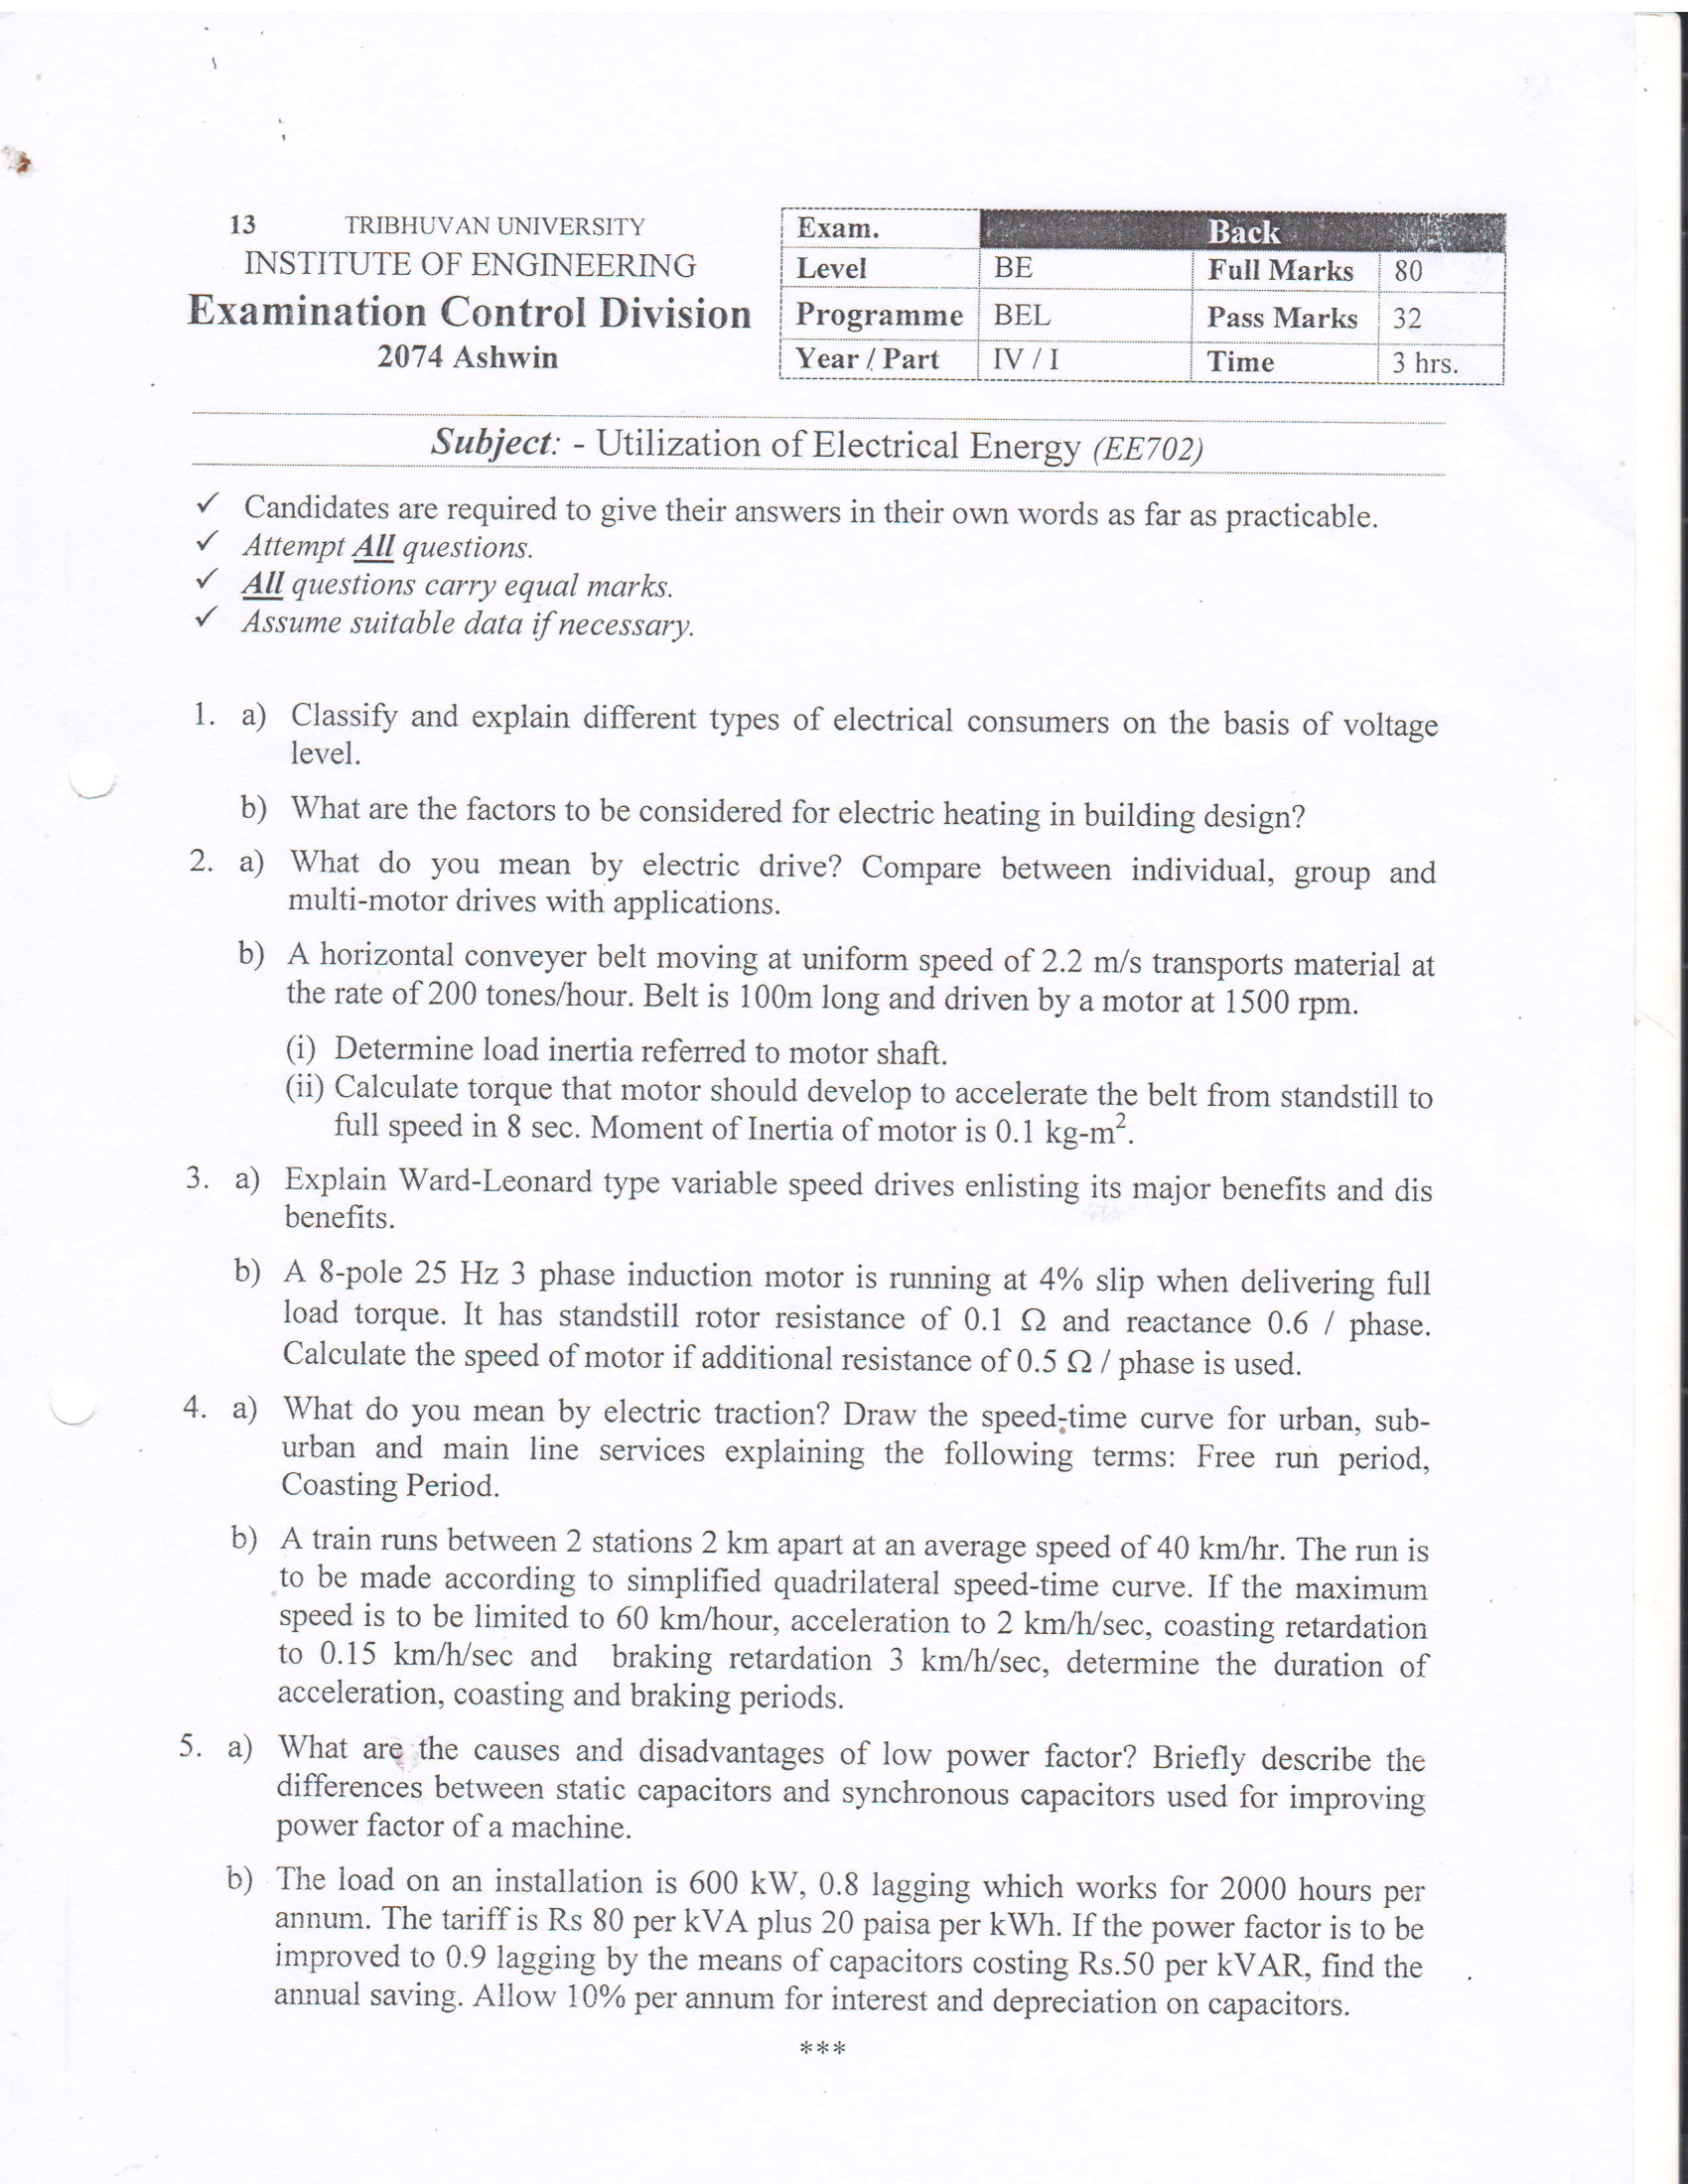 13 TRIBHUVAN UNIVERSITY
INSTITUTE OF ENGINEERING
Examination Control Division
2074 Ashwin
Exam. Back
Level BE Full Marks 80
Programme BEL Pass Marks 32
Year / Part IV / I Time 3 hrs.
Subject: - Utilization of Electrical Energy (EE702)
✓ Candidates are required to give their answers in their own words as far as practicable.
✓ Attempt All questions.
✓ All questions carry equal marks.
✓ Assume suitable data if necessary.
1. a) Classify and explain different types of electrical consumers on the basis of voltage
level.
b) What are the factors to be considered for electric heating in building design?
2. a) What do you mean by electric drive? Compare between individual, group and
multi-motor drives with applications.
b) A horizontal conveyer belt moving at uniform speed of 2.2 m/s transports material at
the rate of 200 tones/hour. Belt is 100m long and driven by a motor at 1500 rpm.
(i) Determine load inertia referred to motor shaft.
(ii) Calculate torque that motor should develop to accelerate the belt from standstill to
full speed in 8 sec. Moment of Inertia of motor is 0.1 kg-m².
3. a) Explain Ward-Leonard type variable speed drives enlisting its major benefits and dis
benefits.
b) A 8-pole 25 Hz 3 phase induction motor is running at 4% slip when delivering full
load torque. It has standstill rotor resistance of 0.1 Ω and reactance 0.6 / phase.
Calculate the speed of motor if additional resistance of 0.5 Ω / phase is used.
4. a) What do you mean by electric traction? Draw the speed-time curve for urban, sub-
urban and main line services explaining the following terms: Free run period,
Coasting Period.
b) A train runs between 2 stations 2 km apart at an average speed of 40 km/hr. The run is
to be made according to simplified quadrilateral speed-time curve. If the maximum
speed is to be limited to 60 km/hour, acceleration to 2 km/h/sec, coasting retardation
to 0.15 km/h/sec and braking retardation 3 km/h/sec, determine the duration of
acceleration, coasting and braking periods.
5. a) What are the causes and disadvantages of low power factor? Briefly describe the
differences between static capacitors and synchronous capacitors used for improving
power factor of a machine.
b) The load on an installation is 600 kW, 0.8 lagging which works for 2000 hours per
annum. The tariff is Rs 80 per kVA plus 20 paisa per kWh. If the power factor is to be
improved to 0.9 lagging by the means of capacitors costing Rs.50 per kVAR, find the
annual saving. Allow 10% per annum for interest and depreciation on capacitors.
***